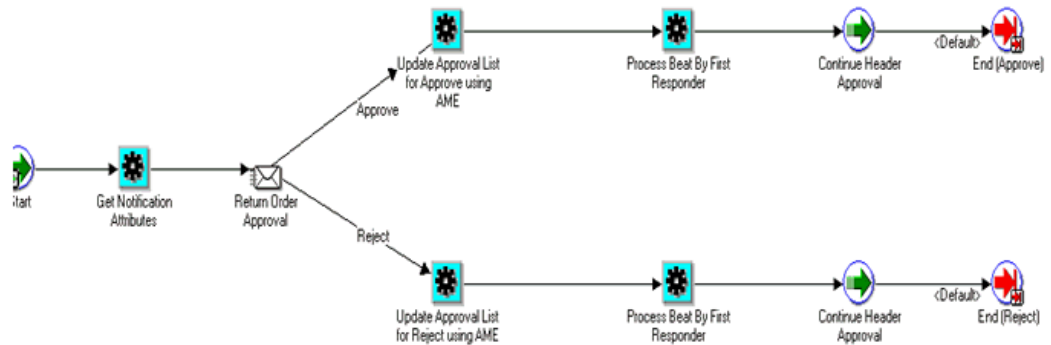 Update Approval List
for Approve using
AME
Process Beat By First
Responder
Continue Header
Approval
<Default>
End (Approve)
Approve
Start
Get Notification
Attributes
Return Order
Approval
Reject
Update Approval List
for Reject using AME
Process Beat By First
Responder
Continue Header
Approval
<Default>
End (Reject)